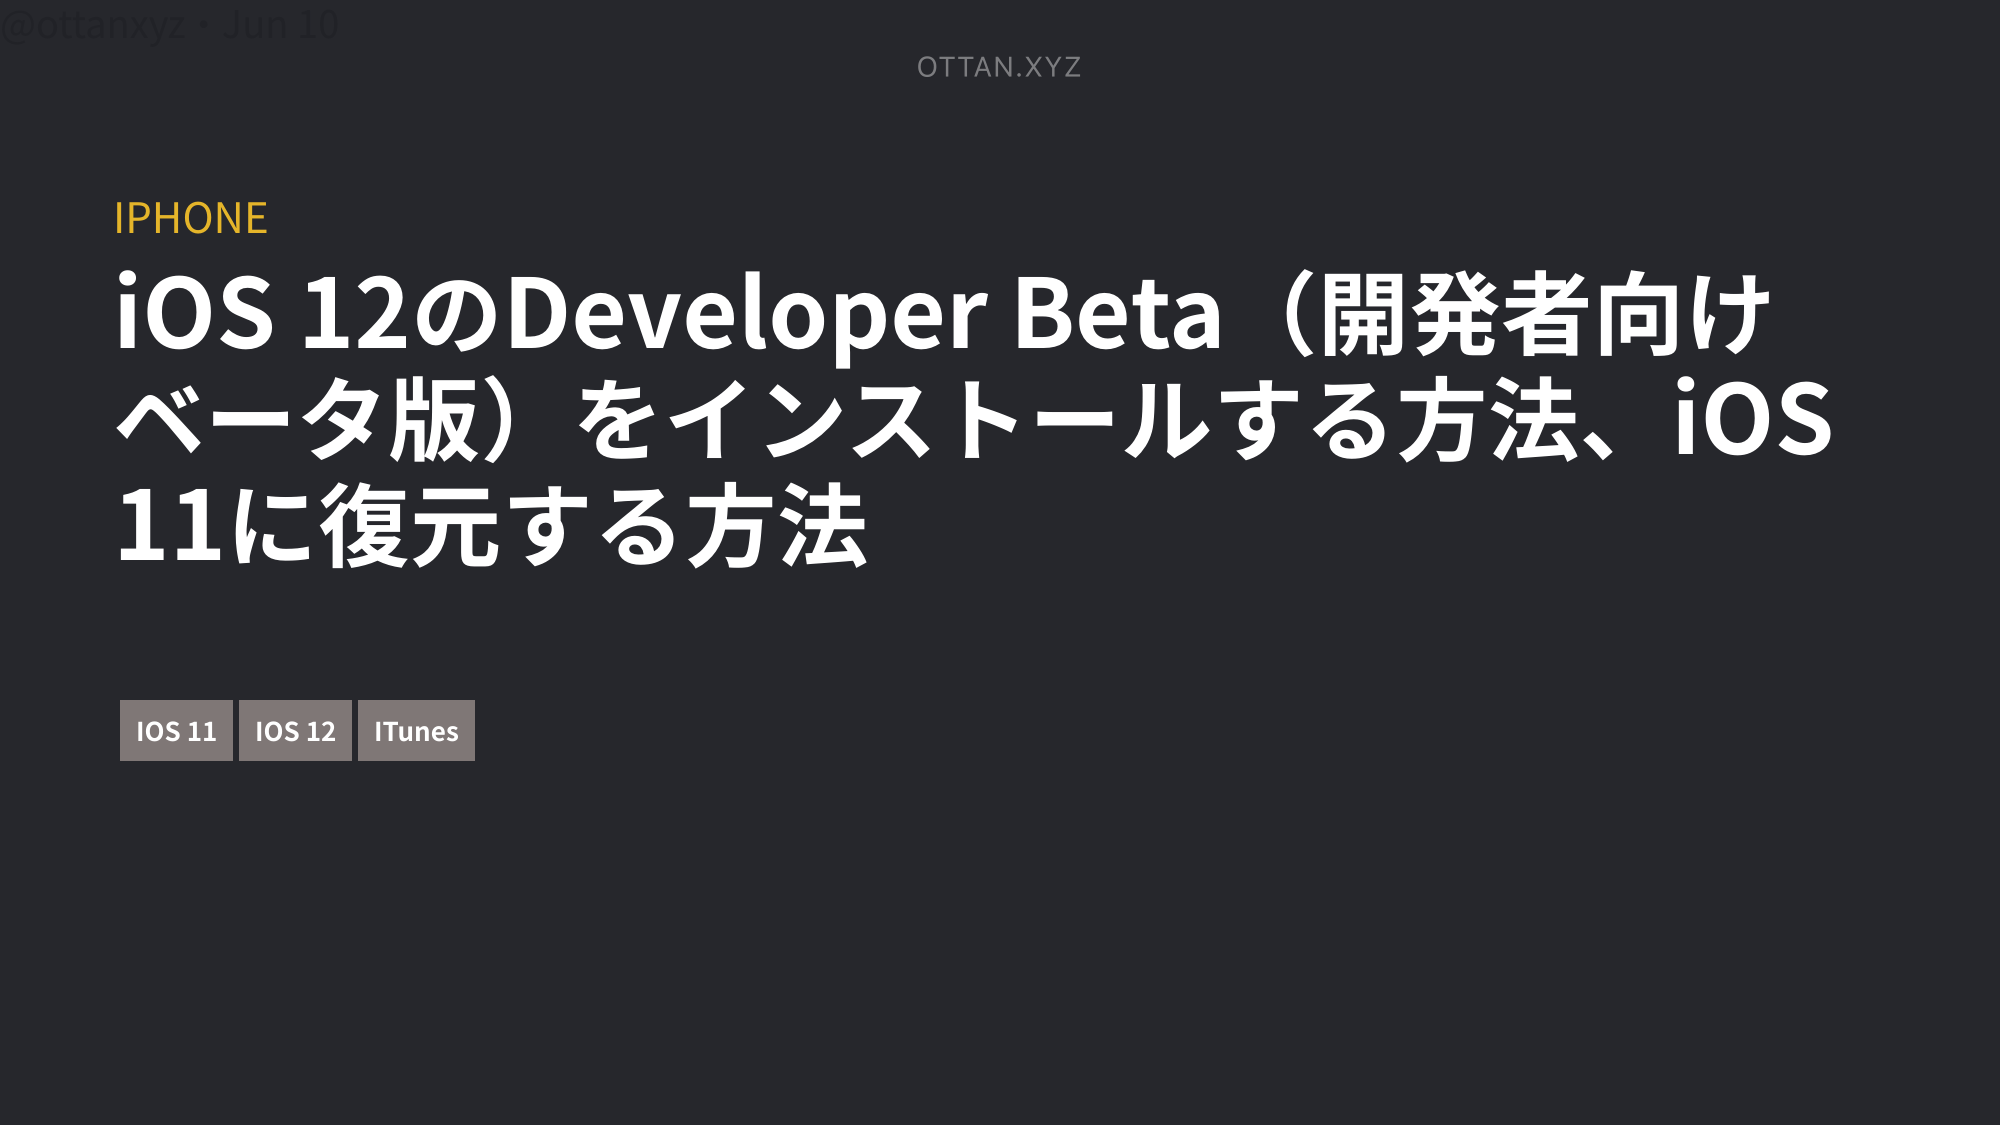 @ottanxyz・Jun 10
OTTAN.XYZ
IPHONE
iOS 12のDeveloper Beta（開発者向け
ベータ版）をインストールする方法、iOS
11に復元する方法
IOS 11 IOS 12 ITunes